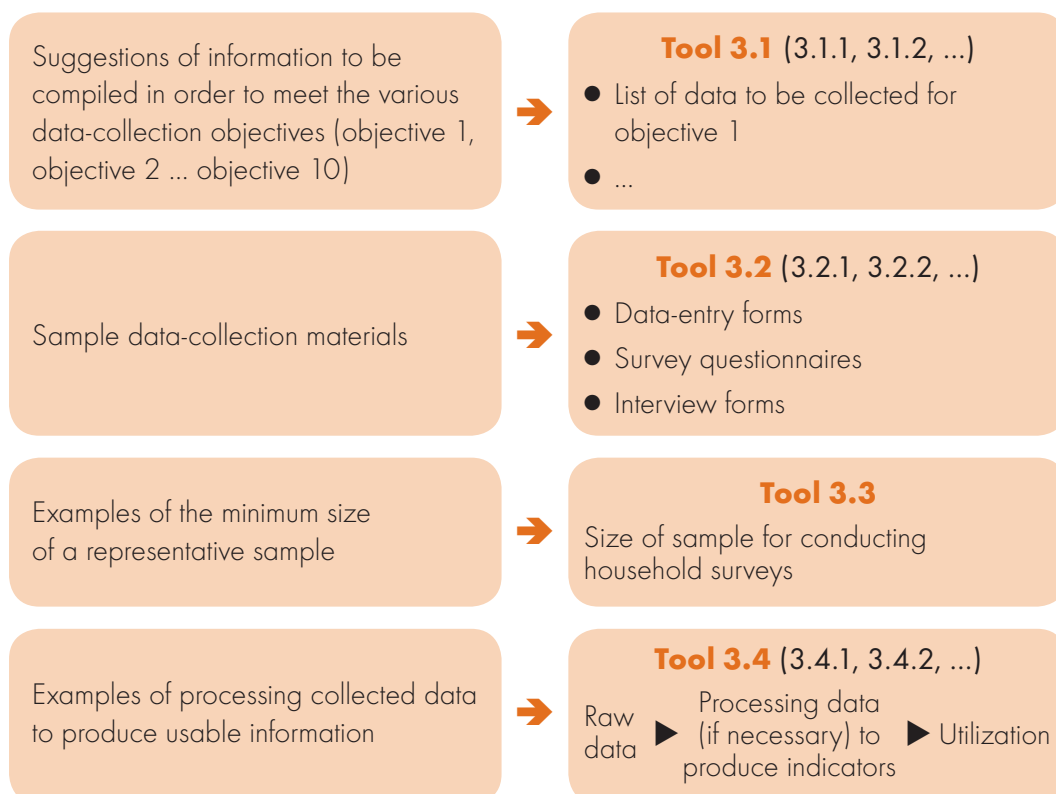 Suggestions of information to be
compiled in order to meet the various
data-collection objectives (objective 1,
objective 2 ... objective 10)
Tool 3.1 (3.1.1, 3.1.2, ...)
● List of data to be collected for
objective 1
● ...
Sample data-collection materials
Tool 3.2 (3.2.1, 3.2.2, ...)
● Data-entry forms
● Survey questionnaires
● Interview forms
Examples of the minimum size
of a representative sample
Tool 3.3
Size of sample for conducting
household surveys
Examples of processing collected data
to produce usable information
Tool 3.4 (3.4.1, 3.4.2, ...)
Raw
data
Processing data
(if necessary) to
produce indicators
Utilization